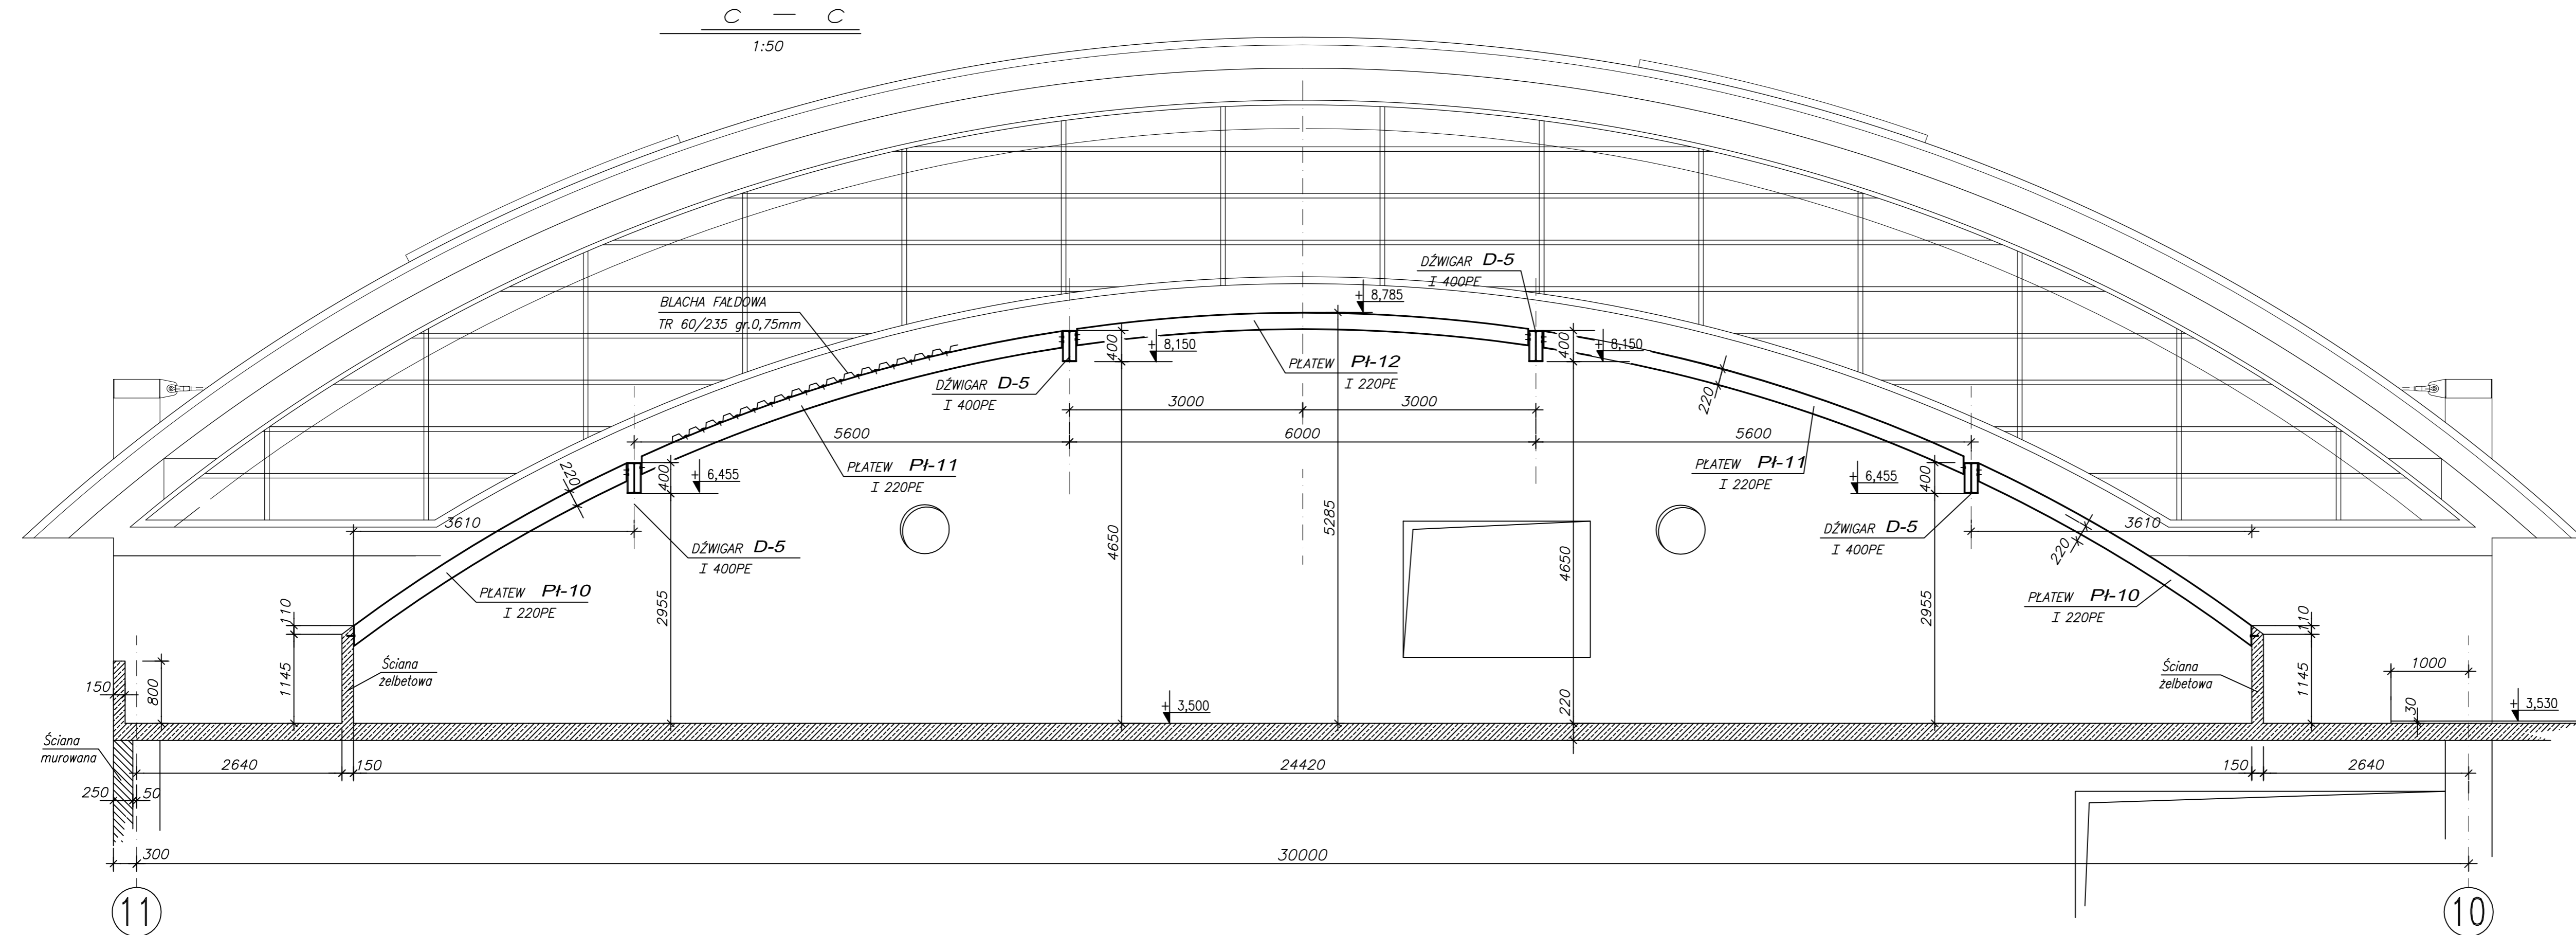 C — C
1:50
DŹWIGAR D-5
I 400PE
BLACHA FAŁDOWA
TR 60/235 gr.0,75mm
+ 8,785
400
+ 8,150
400
+ 8,150
PŁATEW Pł-12
I 220PE
DŹWIGAR D-5
I 400PE
220
3000
3000
5600
6000
5600
PŁATEW Pł-11
I 220PE
PŁATEW Pł-11
I 220PE
220
400
+ 6,455
+ 6,455
400
3610
5285
4650
4650
3610
DŹWIGAR D-5
I 400PE
DŹWIGAR D-5
I 400PE
220
PŁATEW Pł-10
I 220PE
PŁATEW Pł-10
I 220PE
110
2955
2955
110
1145
Ściana
żelbetowa
Ściana
żelbetowa
1145
1000
150
800
220
+ 3,500
30
+ 3,530
Ściana
murowana
2640
150
24420
150
2640
250
50
300
30000
11
10